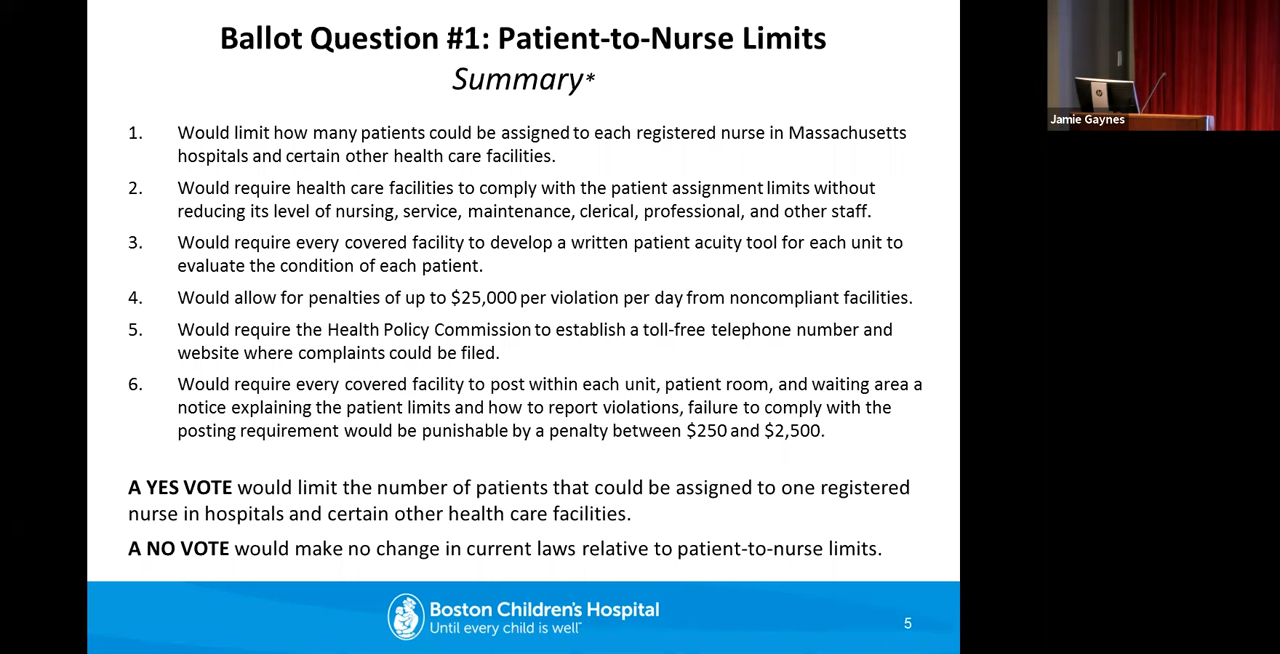 Ballot Question #1: Patient-to-Nurse Limits
Summary*
1. Would limit how many patients could be assigned to each registered nurse in Massachusetts
hospitals and certain other health care facilities.
2. Would require health care facilities to comply with the patient assignment limits without
reducing its level of nursing, service, maintenance, clerical, professional, and other staff.
3. Would require every covered facility to develop a written patient acuity tool for each unit to
evaluate the condition of each patient.
4. Would allow for penalties of up to $25,000 per violation per day from noncompliant facilities.
5. Would require the Health Policy Commission to establish a toll-free telephone number and
website where complaints could be filed.
6. Would require every covered facility to post within each unit, patient room, and waiting area a
notice explaining the patient limits and how to report violations, failure to comply with the
posting requirement would be punishable by a penalty between $250 and $2,500.
A YES VOTE would limit the number of patients that could be assigned to one registered
nurse in hospitals and certain other health care facilities.
A NO VOTE would make no change in current laws relative to patient-to-nurse limits.
Boston Children's Hospital
Until every child is well™
5
Jamie Gaynes
hp